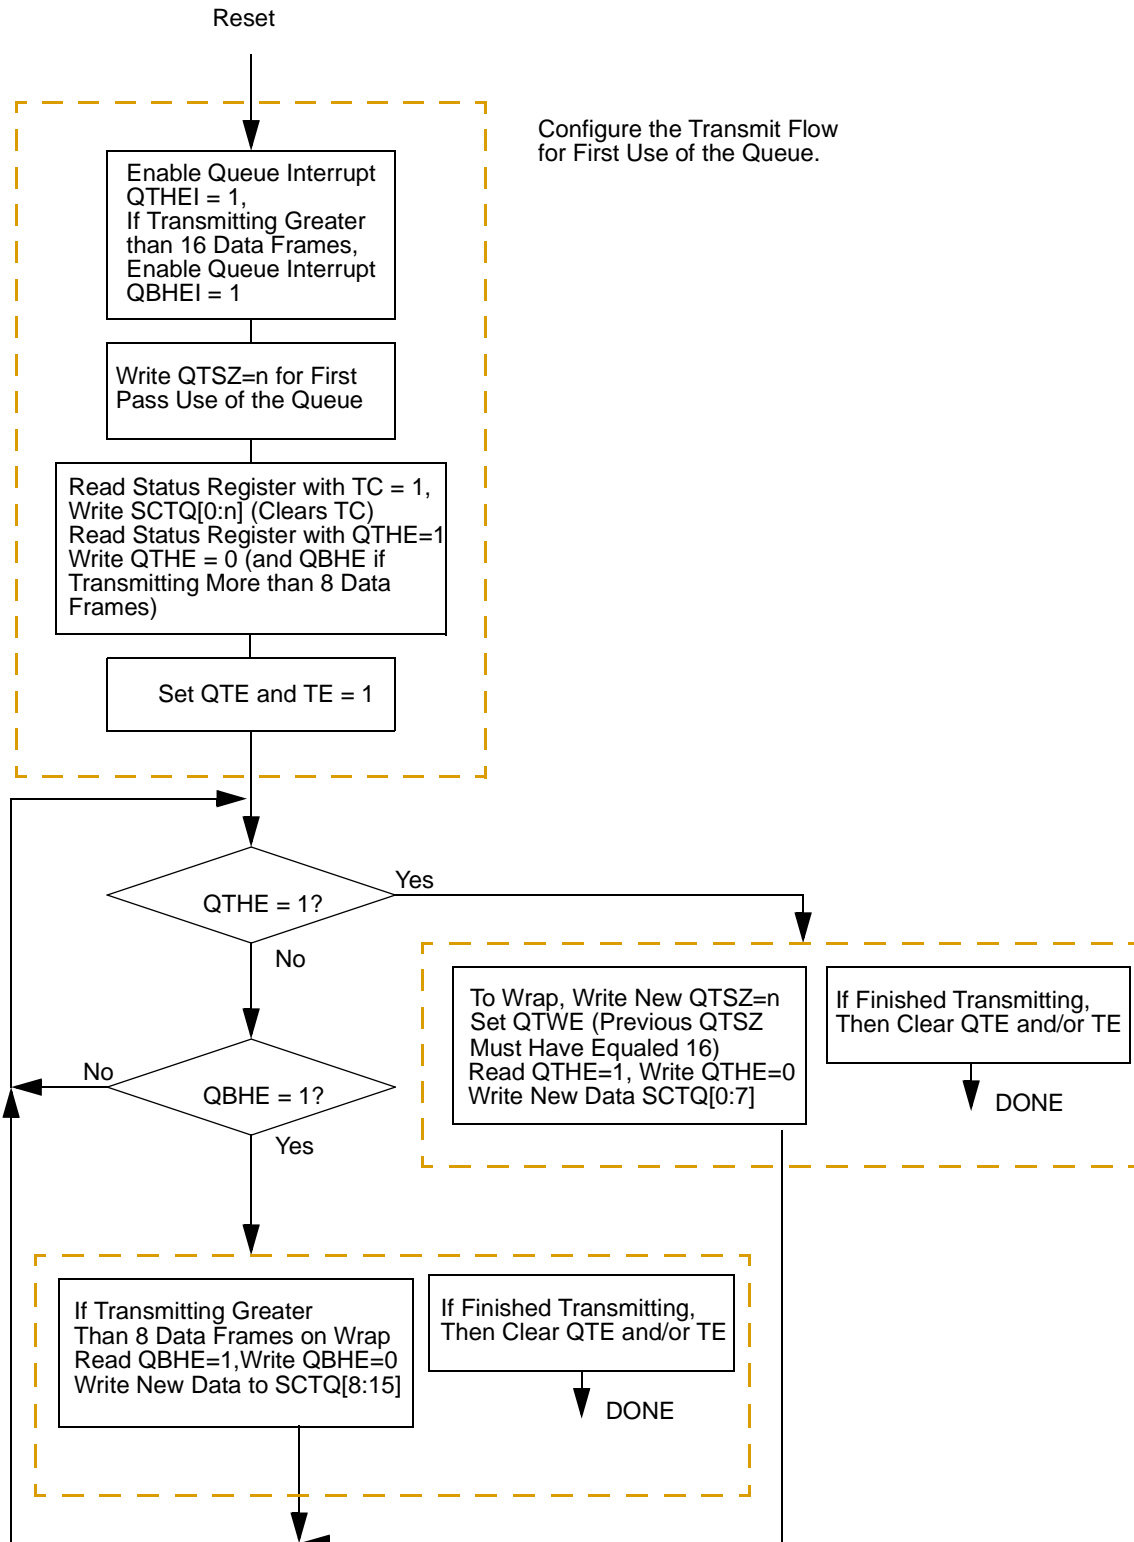 Reset
Configure the Transmit Flow
for First Use of the Queue.
Enable Queue Interrupt
QTHEI = 1,
If Transmitting Greater
than 16 Data Frames,
Enable Queue Interrupt
QBHEI = 1
Write QTSZ=n for First
Pass Use of the Queue
Read Status Register with TC = 1,
Write SCTQ[0:n] (Clears TC)
Read Status Register with QTHE=1
Write QTHE = 0 (and QBHE if
Transmitting More than 8 Data
Frames)
Set QTE and TE = 1
QTHE = 1?
Yes
No
To Wrap, Write New QTSZ=n
Set QTWE (Previous QTSZ
Must Have Equaled 16)
Read QTHE=1, Write QTHE=0
Write New Data SCTQ[0:7]
If Finished Transmitting,
Then Clear QTE and/or TE
DONE
No
QBHE = 1?
Yes
If Transmitting Greater
Than 8 Data Frames on Wrap
Read QBHE=1,Write QBHE=0
Write New Data to SCTQ[8:15]
If Finished Transmitting,
Then Clear QTE and/or TE
DONE